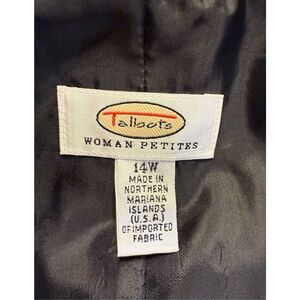 Talbots
WOMAN PETITES
14W
MADE IN
NORTHERN
MARIANA
ISLANDS
(U.S.A.)
OF IMPORTED
FABRIC